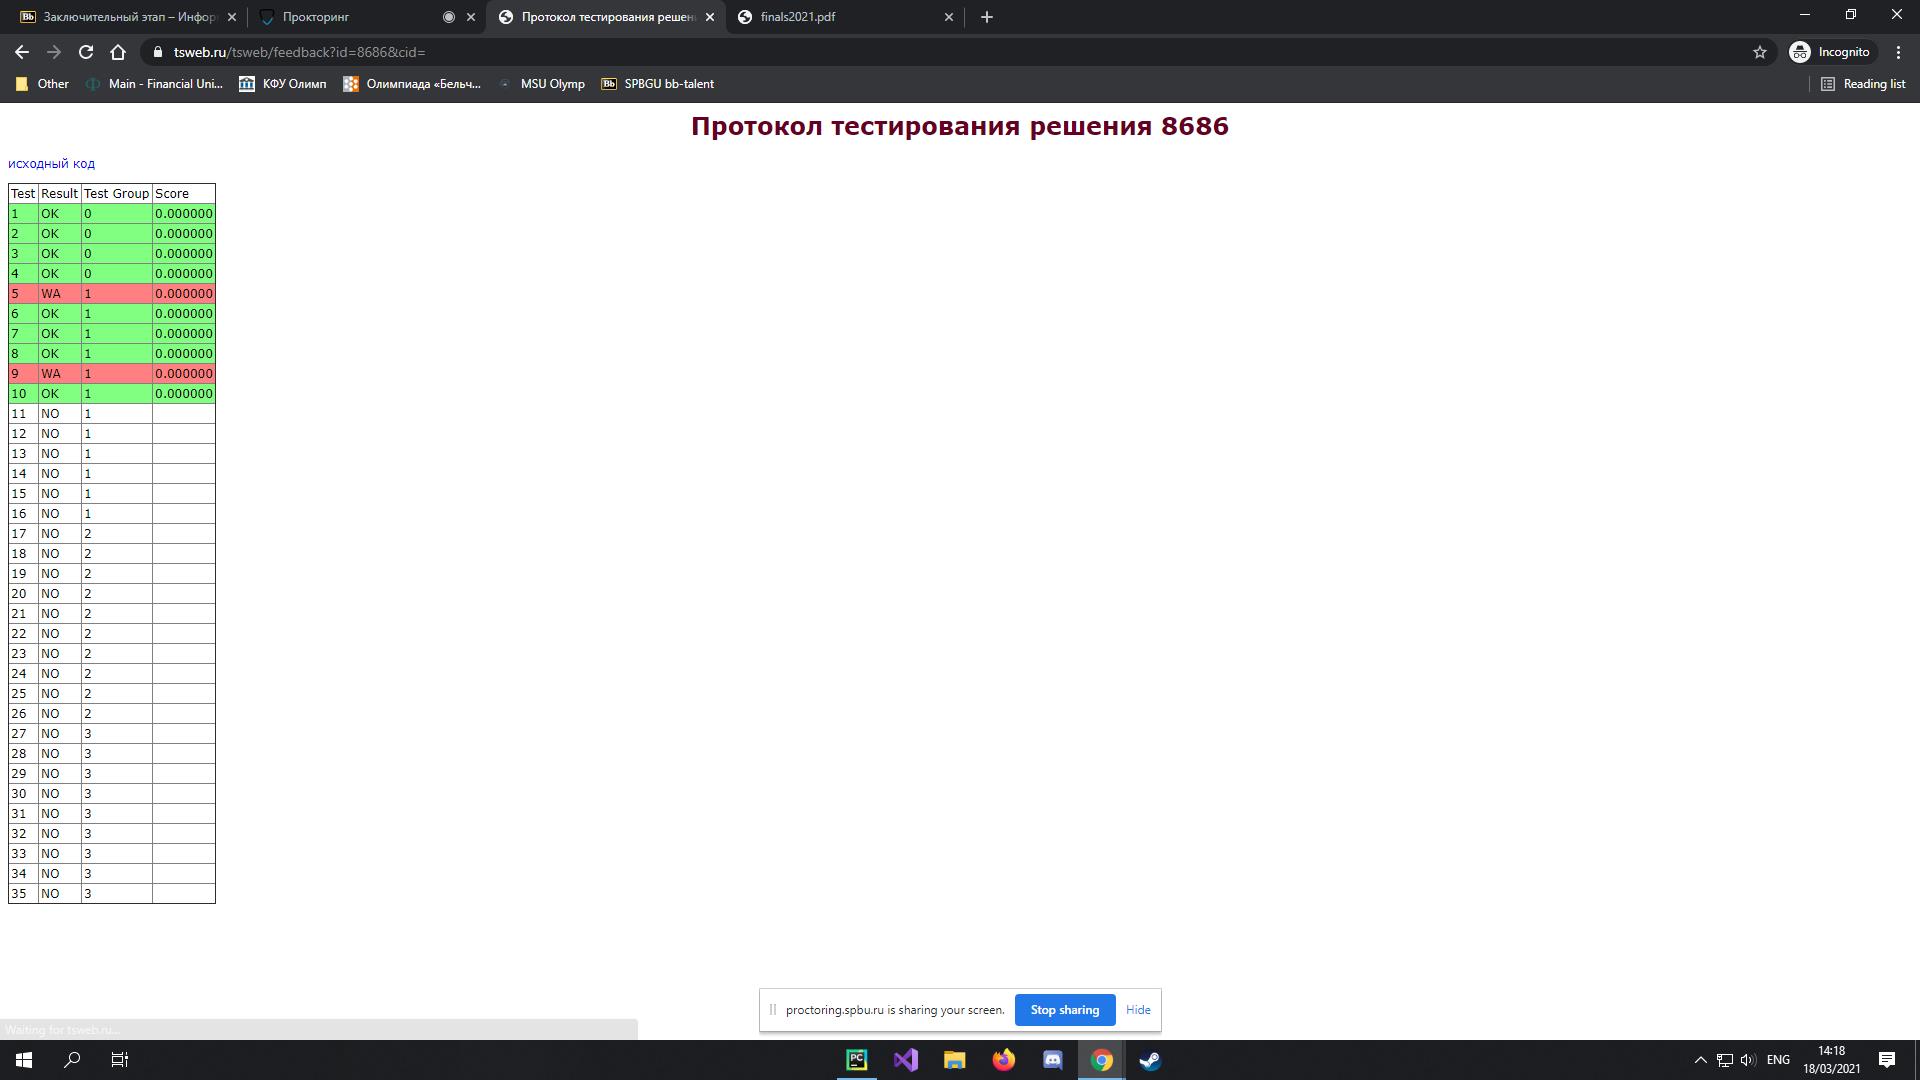 Заключительный этап – Инфор
Прокторинг
Протокол тестирования решен
finals2021.pdf
tsweb.ru/tsweb/feedback?id=8686&cid=
Incognito
Other
Main - Financial Uni...
КФУ Олимп
Олимпиада «Бельч...
MSU Olymp
Bb
SPBGU bb-talent
Reading list
Протокол тестирования решения 8686
исходный код
Test Result Test Group Score
1 OK 0 0.000000
2 OK 0 0.000000
3 OK 0 0.000000
4 OK 0 0.000000
5 WA 1 0.000000
6 OK 1 0.000000
7 OK 1 0.000000
8 OK 1 0.000000
9 WA 1 0.000000
10 OK 1 0.000000
11 NO 1
12 NO 1
13 NO 1
14 NO 1
15 NO 1
16 NO 1
17 NO 2
18 NO 2
19 NO 2
20 NO 2
21 NO 2
22 NO 2
23 NO 2
24 NO 2
25 NO 2
26 NO 2
27 NO 3
28 NO 3
29 NO 3
30 NO 3
31 NO 3
32 NO 3
33 NO 3
34 NO 3
35 NO 3
proctoring.spbu.ru is sharing your screen.
Stop sharing
Hide
Waiting for tsweb.ru...
PC
ENG
14:18
18/03/2021